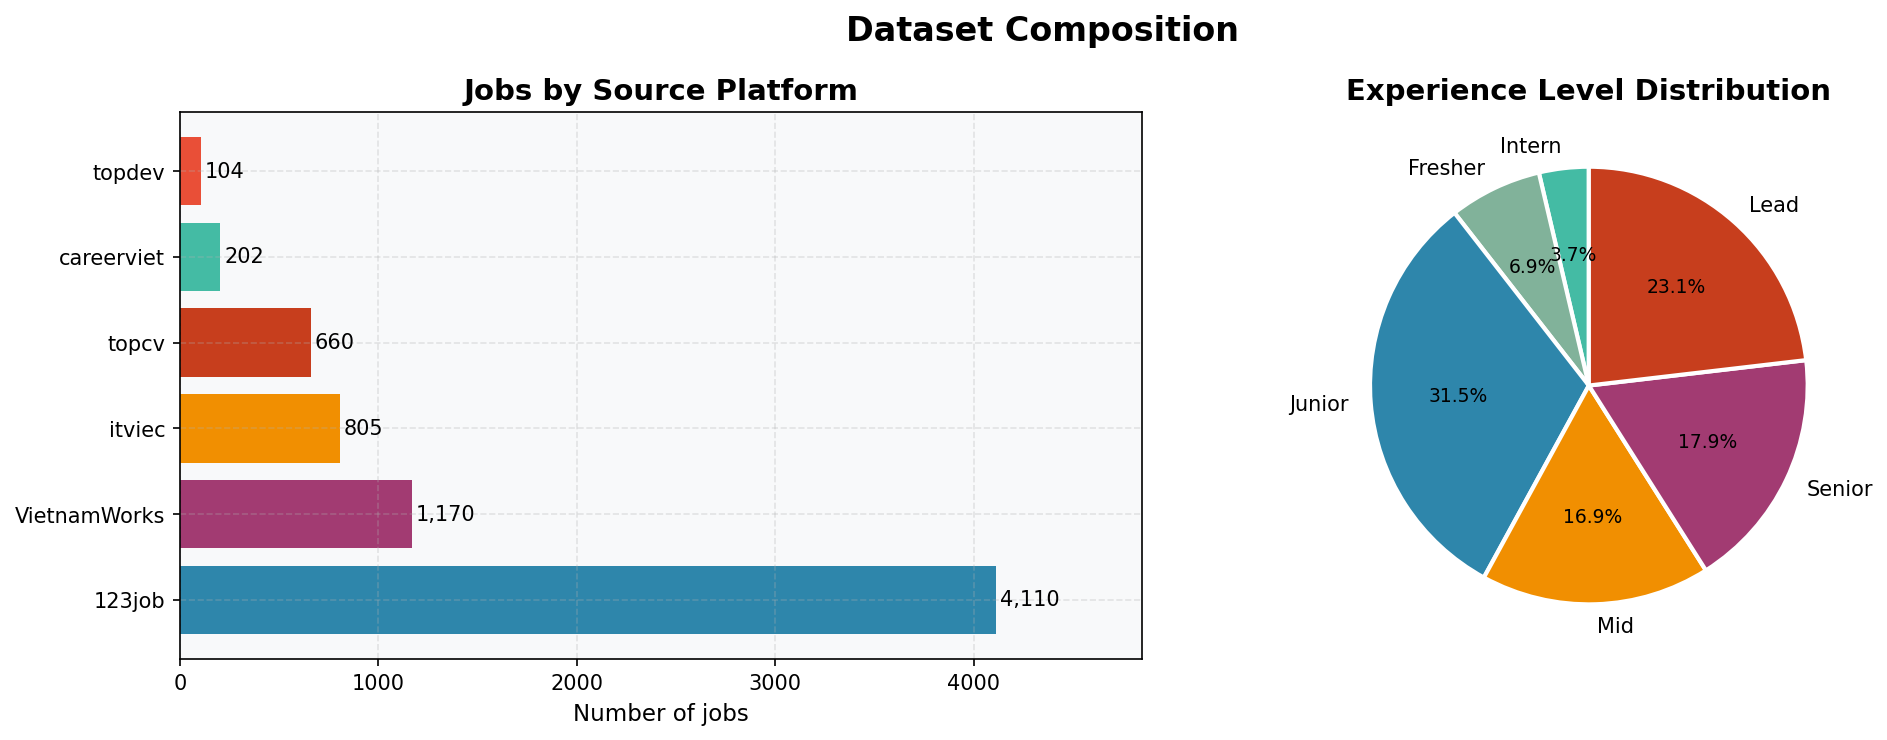 Dataset Composition
Jobs by Source Platform
topdev
104
careerviet
202
topcv
660
itviec
805
VietnamWorks
1,170
123job
4,110
0
1000
2000
3000
4000
Number of jobs
Experience Level Distribution
Intern
Fresher
Lead
3.7%
6.9%
23.1%
31.5%
Junior
17.9%
Senior
16.9%
Mid